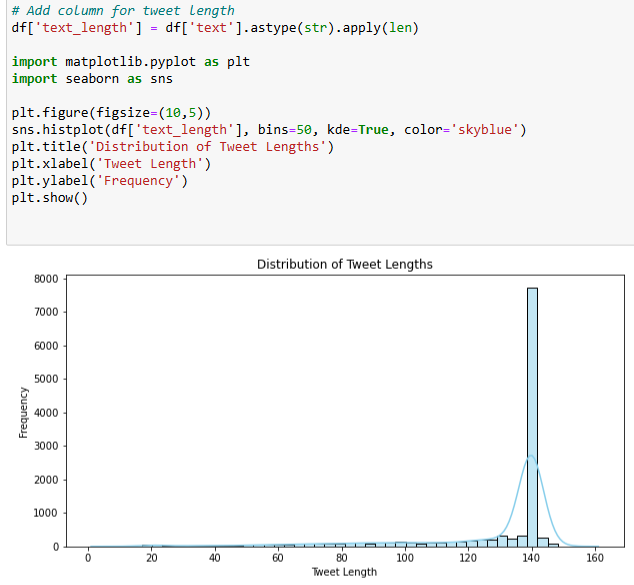 # Add column for tweet length
df['text_length'] = df['text'].astype(str).apply(len)
import matplotlib.pyplot as plt
import seaborn as sns
plt.figure(figsize=(10,5))
sns.histplot(df['text_length'], bins=50, kde=True, color='skyblue')
plt.title('Distribution of Tweet Lengths')
plt.xlabel('Tweet Length')
plt.ylabel('Frequency')
plt.show()
Distribution of Tweet Lengths
8000
7000
6000
5000
4000
3000
2000
1000
0
Frequency
0 20 40 60 80 100 120 140 160
Tweet Length